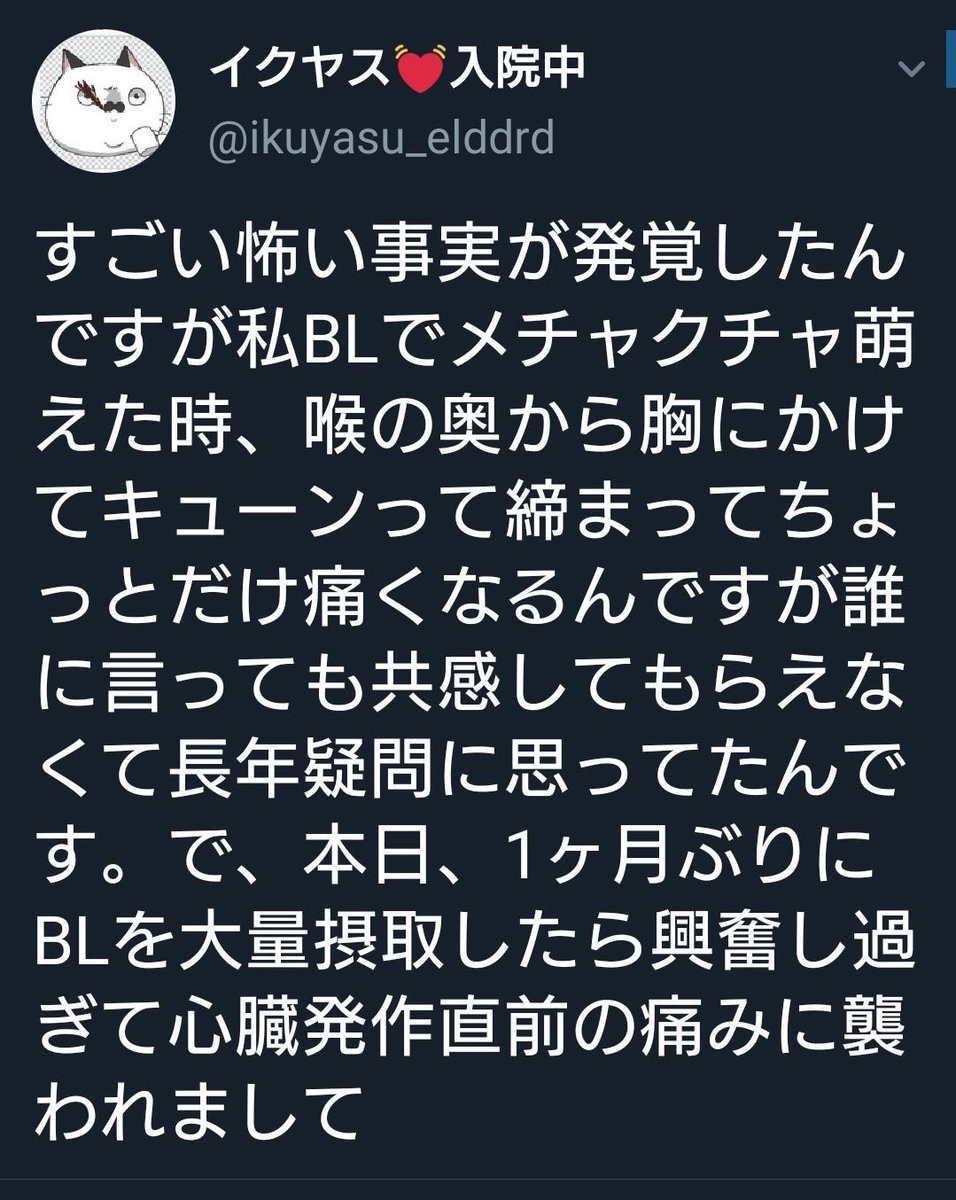 イクヤス💓入院中
@ikuyasu_elddrd
すごい怖い事実が発覚したん
ですが私BLでメチャクチャ萌
えた時、喉の奥から胸にかけ
てキューンって締まってちょ
っとだけ痛くなるんですが誰
に言っても共感してもらえな
くて長年疑問に思ってたんで
す。で、本日、1ヶ月ぶりに
BLを大量摂取したら興奮し過
ぎて心臓発作直前の痛みに襲
われまして